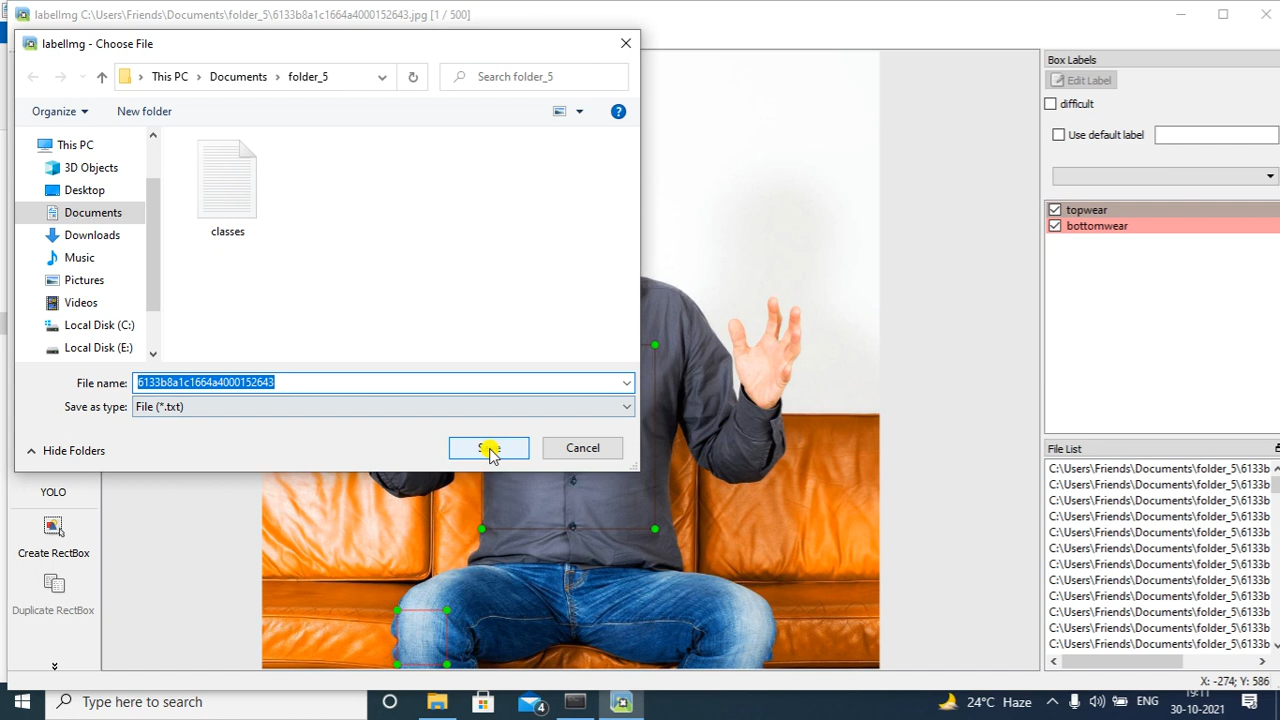 labelImg C:\Users\Friends\Documents\folder_5\6133b8a1c1664a4000152643.jpg [1 / 500]
labelImg - Choose File
This PC > Documents > folder_5
Search folder_5
Organize
New folder
This PC
3D Objects
Desktop
Documents
Downloads
Music
Pictures
Videos
Local Disk (C:)
Local Disk (E:)
classes
File name: 6133b8a1c1664a4000152643
Save as type: File (*.txt)
Hide Folders
Cancel
YOLO
Create RectBox
Duplicate RectBox
Box Labels
Edit Label
difficult
Use default label
topwear
bottomwear
File List
C:\Users\Friends\Documents\folder_5\6133b
C:\Users\Friends\Documents\folder_5\6133b
C:\Users\Friends\Documents\folder_5\6133b
C:\Users\Friends\Documents\folder_5\6133b
C:\Users\Friends\Documents\folder_5\6133b
C:\Users\Friends\Documents\folder_5\6133b
C:\Users\Friends\Documents\folder_5\6133b
C:\Users\Friends\Documents\folder_5\6133b
C:\Users\Friends\Documents\folder_5\6133b
C:\Users\Friends\Documents\folder_5\6133b
C:\Users\Friends\Documents\folder_5\6133b
C:\Users\Friends\Documents\folder_5\6133b
X: -274; Y: 586
Type here to search
4
24°C Haze
ENG
19:11
30-10-2021